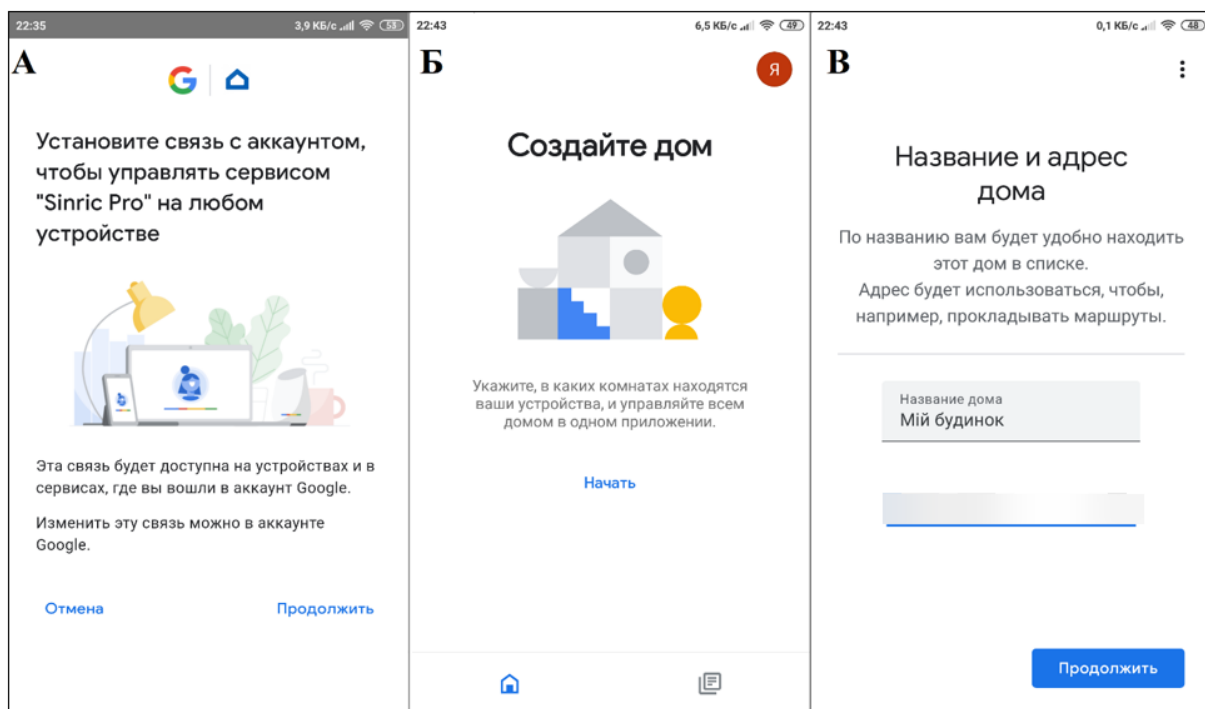 22:35
3,9 КБ/с
53
А
Установите связь с аккаунтом,
чтобы управлять сервисом
"Sinric Pro" на любом
устройстве
Эта связь будет доступна на устройствах и в
сервисах, где вы вошли в аккаунт Google.
Изменить эту связь можно в аккаунте
Google.
Отмена
Продолжить
22:43
6,5 КБ/с
49
Б
Я
Создайте дом
Укажите, в каких комнатах находятся
ваши устройства, и управляйте всем
домом в одном приложении.
Начать
22:43
0,1 КБ/с
48
В
Название и адрес
дома
По названию вам будет удобно находить
этот дом в списке.
Адрес будет использоваться, чтобы,
например, прокладывать маршруты.
Название дома
Мій будинок
Продолжить